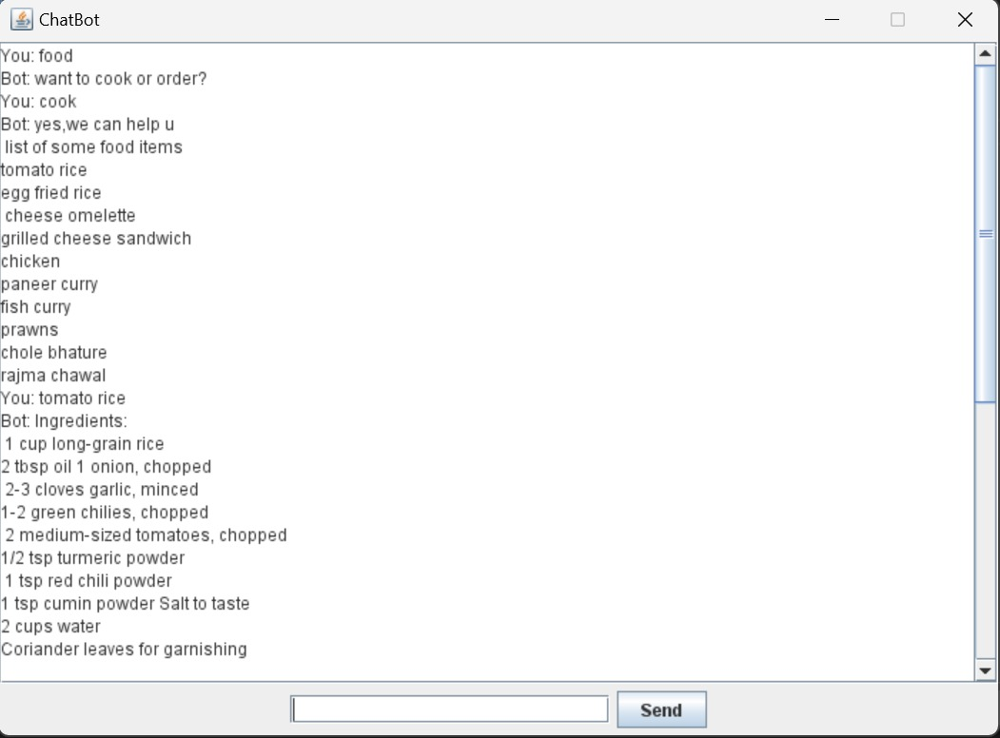 ChatBot
You: food
Bot: want to cook or order?
You: cook
Bot: yes,we can help u
list of some food items
tomato rice
egg fried rice
cheese omelette
grilled cheese sandwich
chicken
paneer curry
fish curry
prawns
chole bhature
rajma chawal
You: tomato rice
Bot: Ingredients:
1 cup long-grain rice
2 tbsp oil 1 onion, chopped
2-3 cloves garlic, minced
1-2 green chilies, chopped
2 medium-sized tomatoes, chopped
1/2 tsp turmeric powder
1 tsp red chili powder
1 tsp cumin powder Salt to taste
2 cups water
Coriander leaves for garnishing
Send